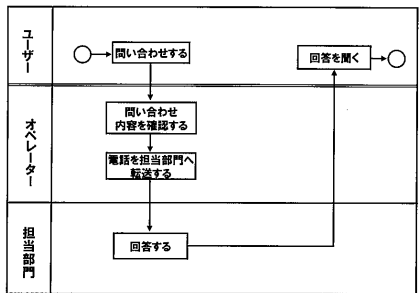 ユーザー
問い合わせする
回答を聞く
オペレーター
問い合わせ
内容を確認する
電話を担当部門へ
転送する
担当部門
回答する